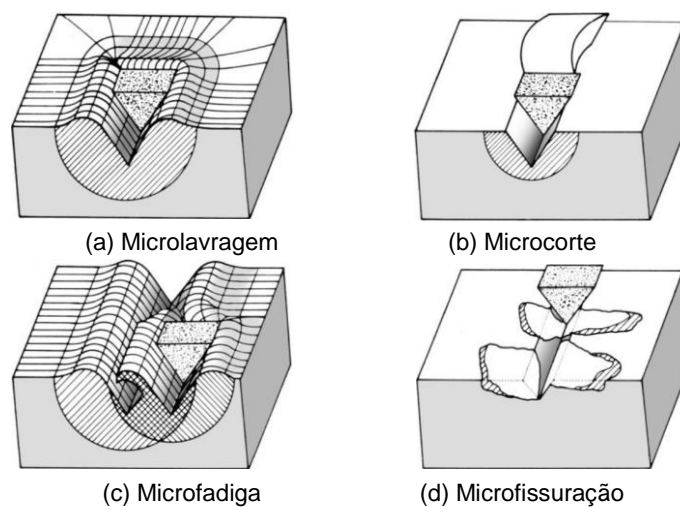 (a) Microlavragem
(b) Microcorte
(c) Microfadiga
(d) Microfissuração